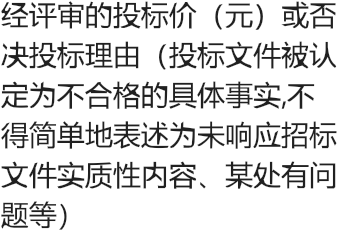 经评审的投标价（元）或否
决投标理由（投标文件被认
定为不合格的具体事实,不
得简单地表述为未响应招标
文件实质性内容、某处有问
题等）